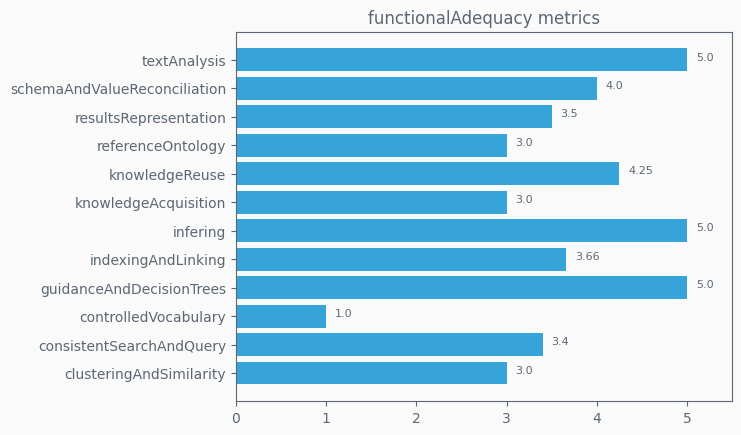 functionalAdequacy metrics
textAnalysis 5.0
schemaAndValueReconciliation 4.0
resultsRepresentation 3.5
referenceOntology 3.0
knowledgeReuse 4.25
knowledgeAcquisition 3.0
infering 5.0
indexingAndLinking 3.66
guidanceAndDecisionTrees 5.0
controlledVocabulary 1.0
consistentSearchAndQuery 3.4
clusteringAndSimilarity 3.0
0 1 2 3 4 5